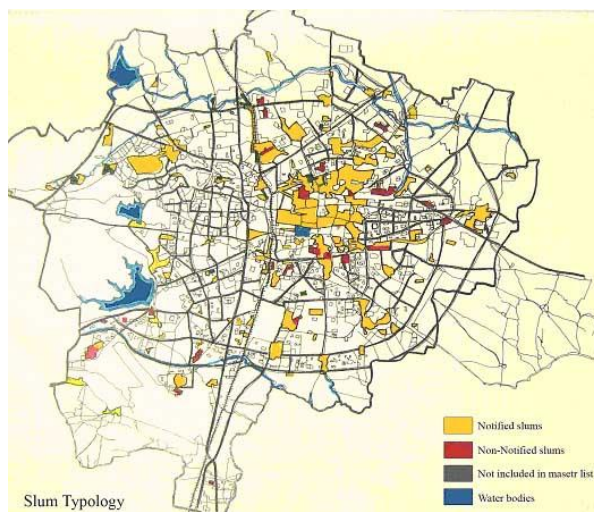 Notified slums
Non-Notified slums
Not included in masetr list
Water bodies
Slum Typology